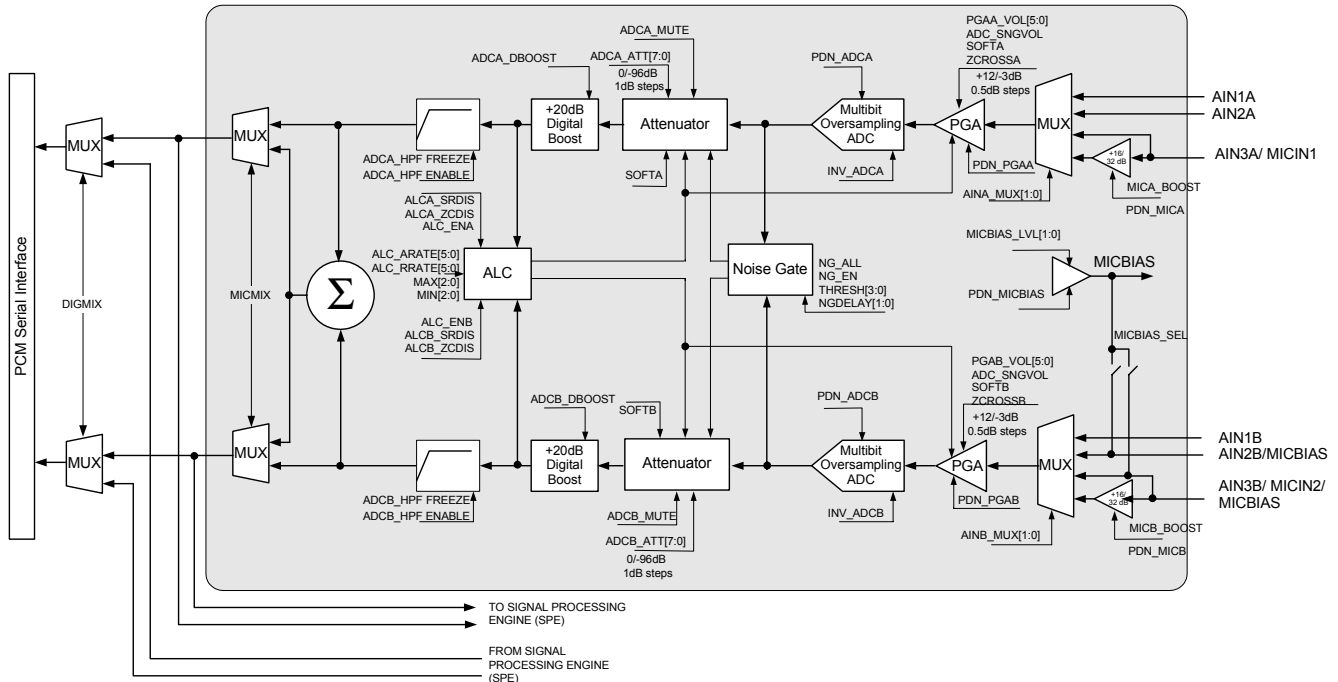 PCM Serial Interface
MUX
DIGMIX
MUX
MUX
MICMIX
MUX
Σ
ADCA_HPF FREEZE
ADCA_HPF ENABLE
ALCA_SRDIS
ALCA_ZCDIS
ALC_ENA
ALC_ARATE[5:0]
ALC_RRATE[5:0]
MAX[2:0]
MIN[2:0]
ALC
ALC_ENB
ALCB_SRDIS
ALCB_ZCDIS
ADCB_HPF FREEZE
ADCB_HPF ENABLE
ADCA_DBOOST
+20dB
Digital
Boost
ADCA_MUTE
ADCA_ATT[7:0]
0/-96dB
1dB steps
Attenuator
SOFTA
ADCB_DBOOST
+20dB
Digital
Boost
SOFTB
Attenuator
ADCB_MUTE
ADCB_ATT[7:0]
0/-96dB
1dB steps
Noise Gate
NG_ALL
NG_EN
THRESH[3:0]
NGDELAY[1:0]
PDN_ADCA
Multibit
Oversampling
ADC
INV_ADCA
PDN_ADCB
Multibit
Oversampling
ADC
INV_ADCB
PGAA_VOL[5:0]
ADC_SNGVOL
SOFTA
ZCROSSA
+12/-3dB
0.5dB steps
PGA
PDN_PGAA
MUX
AINA_MUX[1:0]
+16/
32 dB
MICA_BOOST
PDN_MICA
AIN1A
AIN2A
AIN3A/ MICIN1
MICBIAS_LVL[1:0]
PDN_MICBIAS
MICBIAS
MICBIAS_SEL
PGAB_VOL[5:0]
ADC_SNGVOL
SOFTB
ZCROSSB
+12/-3dB
0.5dB steps
PGA
PDN_PGAB
MUX
AINB_MUX[1:0]
+16/
32 dB
MICB_BOOST
PDN_MICB
AIN1B
AIN2B/MICBIAS
AIN3B/ MICIN2/
MICBIAS
TO SIGNAL PROCESSING
ENGINE (SPE)
FROM SIGNAL
PROCESSING ENGINE
(SPE)